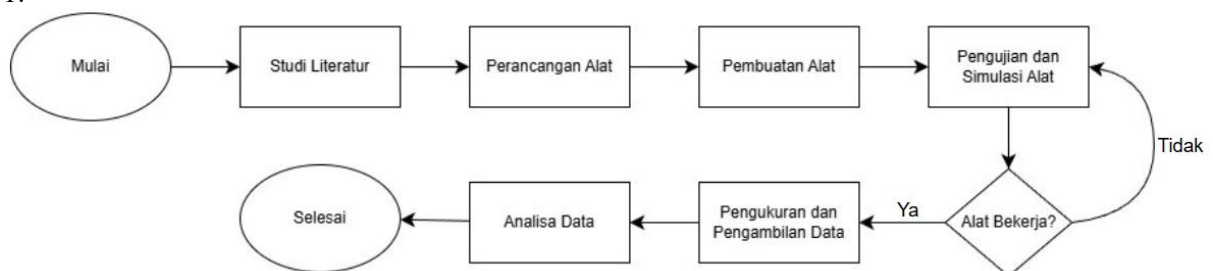 Mulai
Studi Literatur
Perancangan Alat
Pembuatan Alat
Pengujian dan
Simulasi Alat
Tidak
Alat Bekerja?
Ya
Pengukuran dan
Pengambilan Data
Analisa Data
Selesai